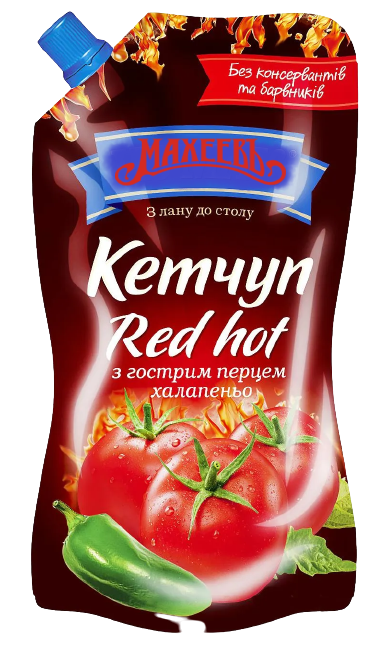 Без консервантів
та барвників
МАХЕЕВЪ
З лану до столу
Кетчуп
Red hot
з гострим перцем
халапеньо